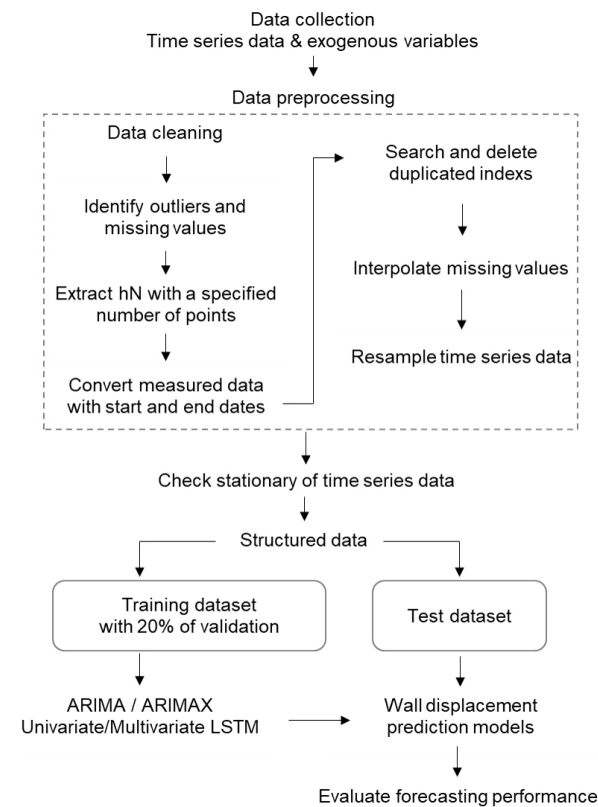 Data collection
Time series data & exogenous variables
Data preprocessing
Data cleaning
Identify outliers and
missing values
Extract hN with a specified
number of points
Convert measured data
with start and end dates
Search and delete
duplicated indexs
Interpolate missing values
Resample time series data
Check stationary of time series data
Structured data
Training dataset
with 20% of validation
Test dataset
ARIMA / ARIMAX
Univariate/Multivariate LSTM
Wall displacement
prediction models
Evaluate forecasting performance